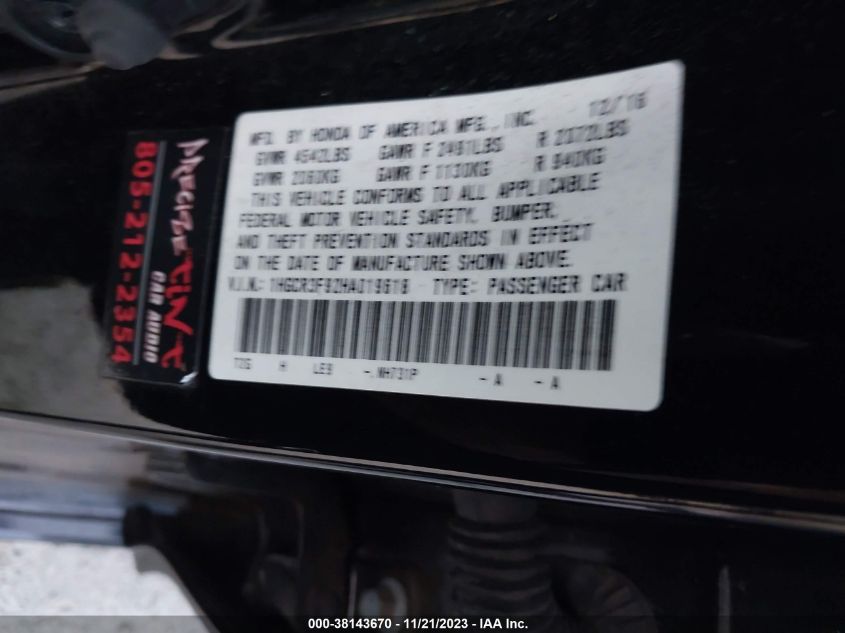 12/16
MFD. BY HONDA OF AMERICA MFG., INC.
GVWR 4542LBS GAWR F 2491LBS R 2072LBS
GVWR 2060KG GAWR F 1130KG R 940KG
THIS VEHICLE CONFORMS TO ALL APPLICABLE
FEDERAL MOTOR VEHICLE SAFETY, BUMPER,
AND THEFT PREVENTION STANDARDS IN EFFECT
ON THE DATE OF MANUFACTURE SHOWN ABOVE.
V.I.N.: 1HGCR3F92HA019618 TYPE: PASSENGER CAR
T2G H LE9 -.NH731P - A - A
PRECIZE TINT
CAR AUDIO
805-212-2354
000-38143670 - 11/21/2023 - IAA Inc.